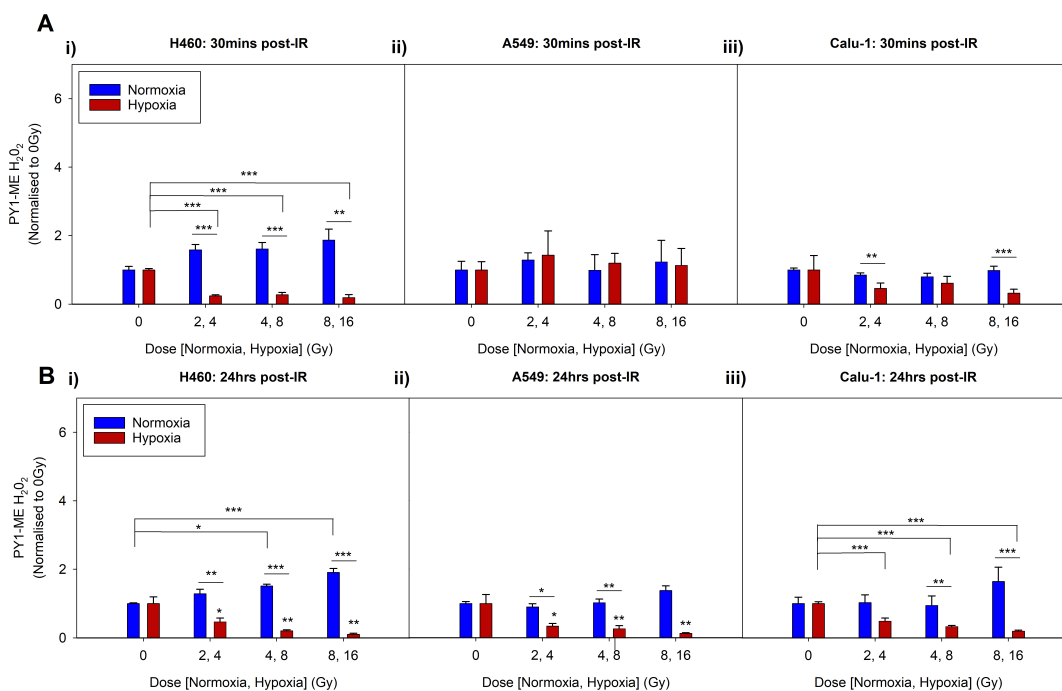 A
i) H460: 30mins post-IR
ii) A549: 30mins post-IR
iii) Calu-1: 30mins post-IR
PY1-ME H₂0₂
(Normalised to 0Gy)
6
4
2
0
Normoxia
Hypoxia
***
***
***
*** *** **
** ***
0 2, 4 4, 8 8, 16
0 2, 4 4, 8 8, 16
0 2, 4 4, 8 8, 16
Dose [Normoxia, Hypoxia] (Gy)
Dose [Normoxia, Hypoxia] (Gy)
Dose [Normoxia, Hypoxia] (Gy)
B
i) H460: 24hrs post-IR
ii) A549: 24hrs post-IR
iii) Calu-1: 24hrs post-IR
PY1-ME H₂0₂
(Normalised to 0Gy)
6
4
2
0
Normoxia
Hypoxia
***
*
** *** ***
* ** **
* **
* ** **
***
***
***
** ***
0 2, 4 4, 8 8, 16
0 2, 4 4, 8 8, 16
0 2, 4 4, 8 8, 16
Dose [Normoxia, Hypoxia] (Gy)
Dose [Normoxia, Hypoxia] (Gy)
Dose [Normoxia, Hypoxia] (Gy)